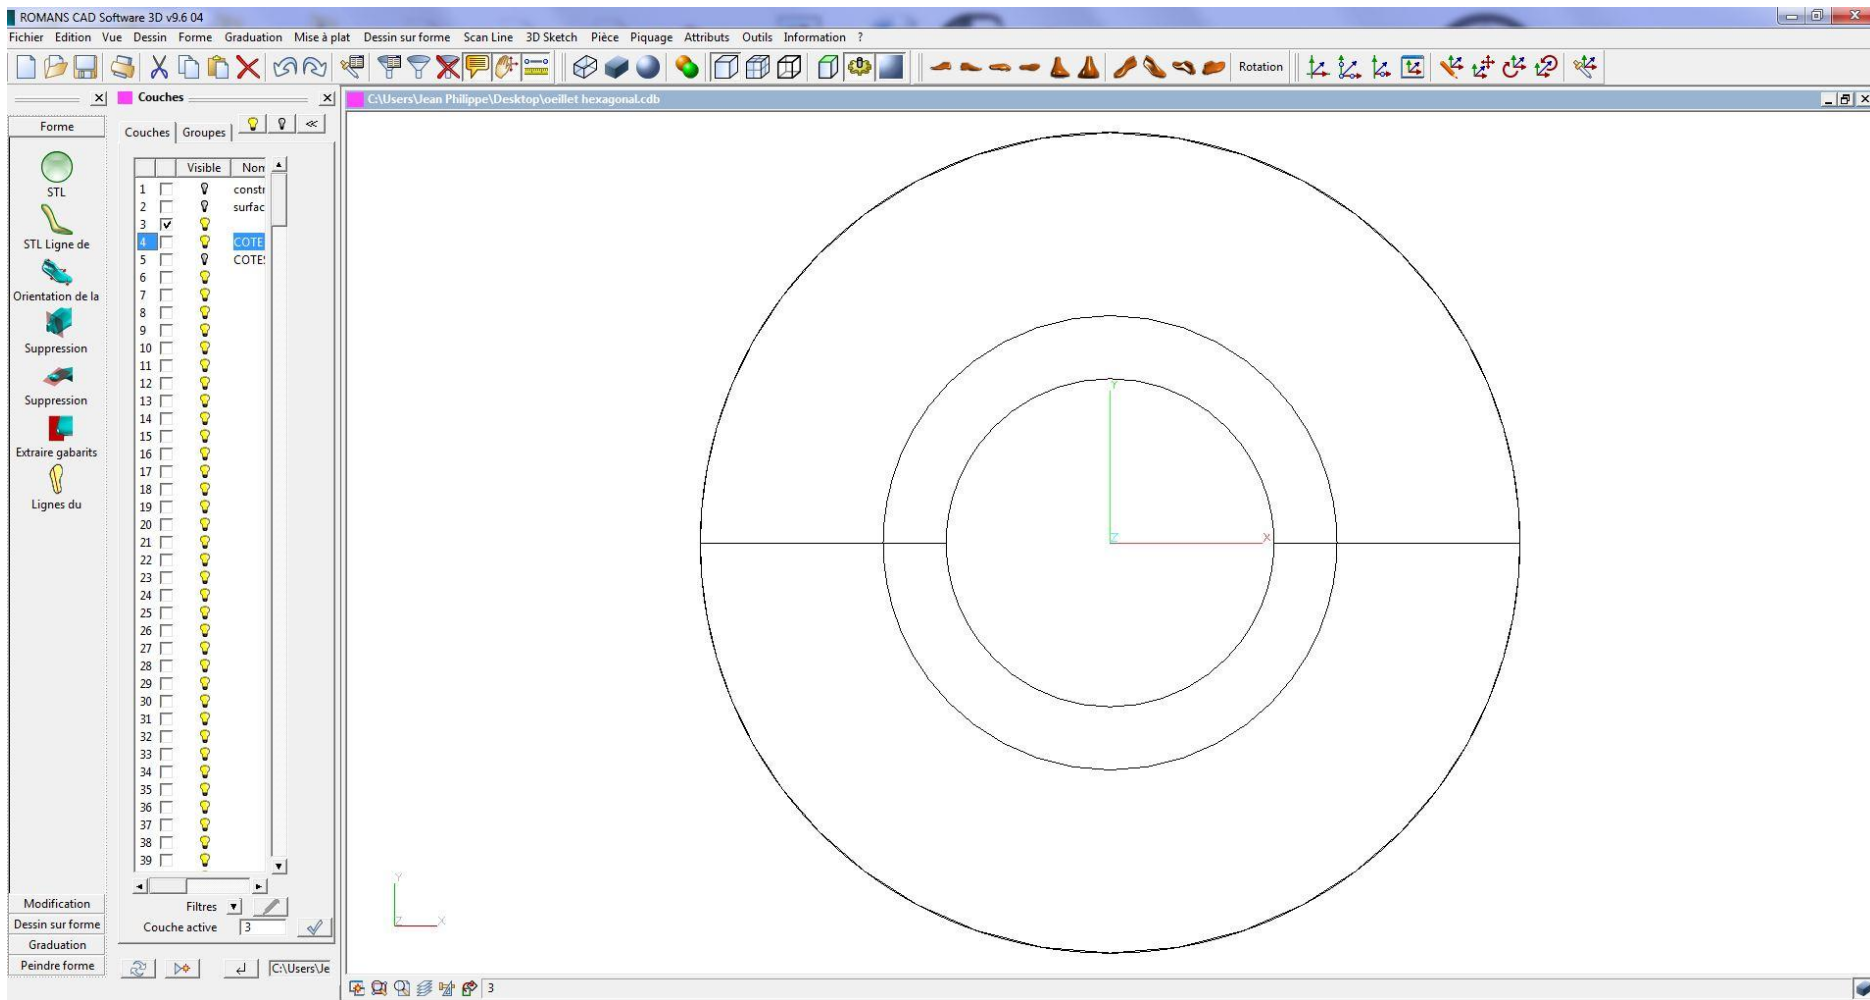 ROMANS CAD Software 3D v9.6 04
Fichier Edition Vue Dessin Forme Graduation Mise à plat Dessin sur forme Scan Line 3D Sketch Pièce Piquage Attributs Outils Information ?
Rotation
Couches
C:\Users\Jean Philippe\Desktop\oeillet hexagonal.cdb
Forme
Couches Groupes
Visible Nom
STL
STL Ligne de
Orientation de la
Suppression
Suppression
Extraire gabarits
Lignes du
1 constr
2 surfac
3
4 COTE
5 COTES
6
7
8
9
10
11
12
13
14
15
16
17
18
19
20
21
22
23
24
25
26
27
28
29
30
31
32
33
34
35
36
37
38
39
Y
Z X
Y
Z X
Modification
Dessin sur forme
Graduation
Peindre forme
Filtres
Couche active 3
C:\Users\Je
3